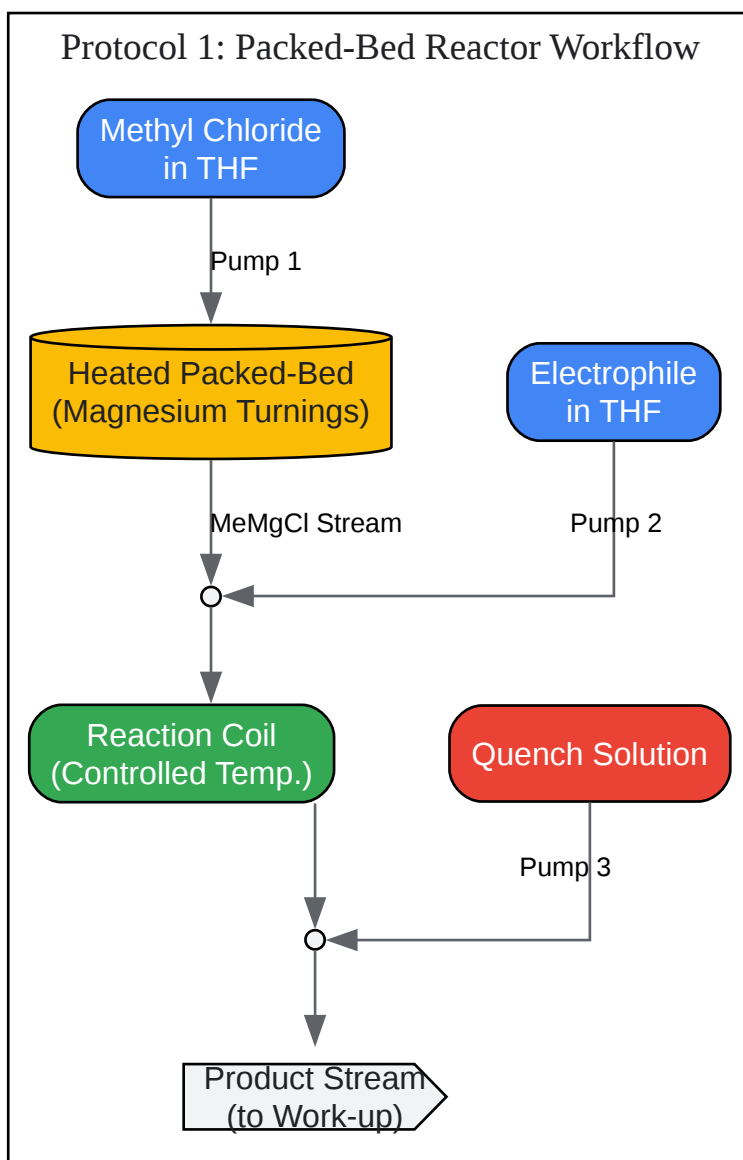 Protocol 1: Packed-Bed Reactor Workflow
Methyl Chloride
in THF
Pump 1
Heated Packed-Bed
(Magnesium Turnings)
Electrophile
in THF
MeMgCl Stream
Pump 2
Reaction Coil
(Controlled Temp.)
Quench Solution
Pump 3
Product Stream
(to Work-up)